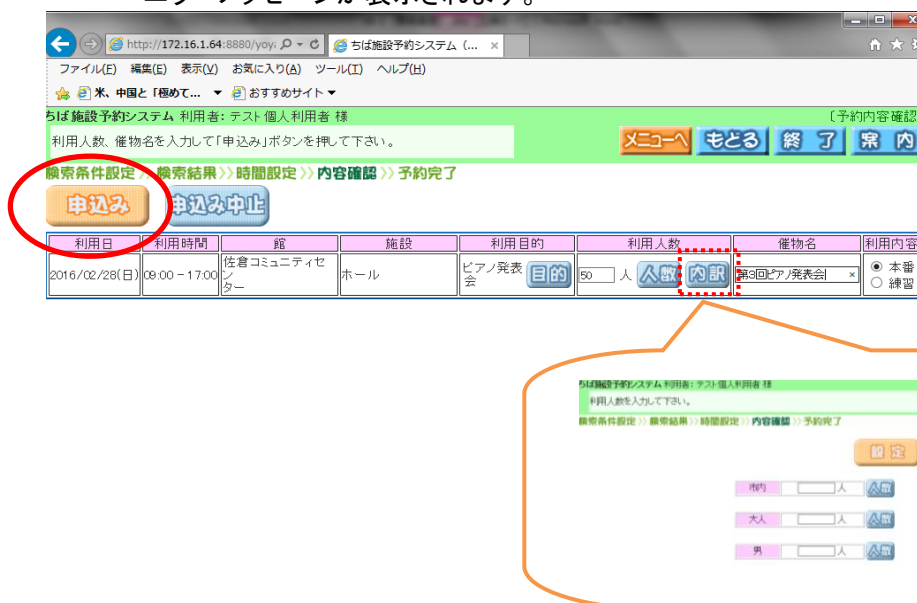 http://172.16.1.64:8880/yoy
ちば施設予約システム (...
ファイル(F) 編集(E) 表示(V) お気に入り(A) ツール(T) ヘルプ(H)
米、中国と「極めて... おすすめサイト
ちば施設予約システム 利用者: テスト個人利用者 様 〔予約内容確認
利用人数、催物名を入力して「申込み」ボタンを押して下さい。
メニューへ もどる 終 了 案 内
検索条件設定 〉〉 検索結果 〉〉 時間設定 〉〉 内容確認 〉〉 予約完了
申込み 申込み中止
利用日 利用時間 館 施設 利用目的 利用人数 催物名 利用内容
2016/02/28(日) 09:00 - 17:00 佐倉コミュニティセンター ホール ピアノ発表会 目的 50 人 人数 内訳 第3回ピアノ発表会 × 本番
練習
ちば施設予約システム 利用者: テスト個人利用者 様
利用人数を入力して下さい。
検索条件設定 〉〉 検索結果 〉〉 時間設定 〉〉 内容確認 〉〉 予約完了
設 定
市内 人 人数
大人 人 人数
男 人 人数